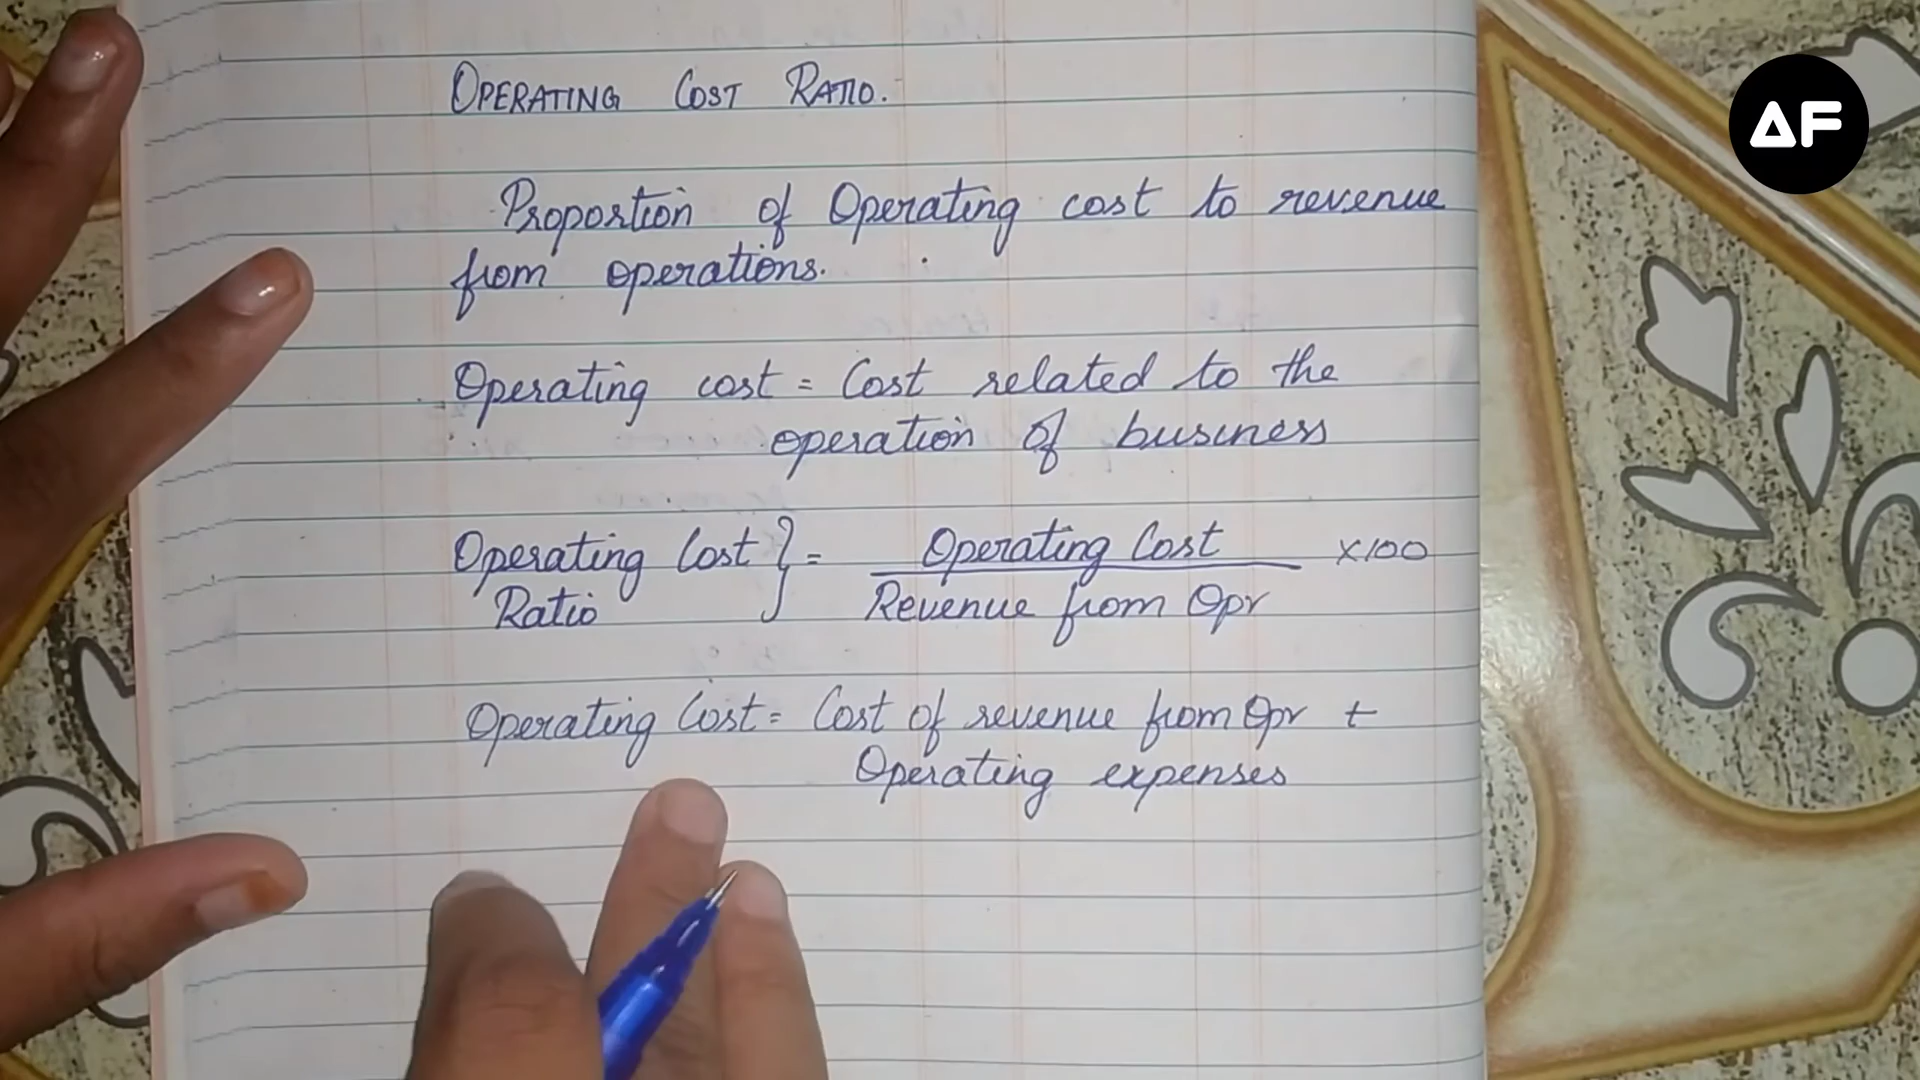 OPERATING COST RATIO.
Proportion of Operating cost to revenue
from operations.
Operating cost = Cost related to the
operation of business
Operating Cost } = Operating Cost ×100
Ratio Revenue from Opr
Operating Cost = Cost of revenue from Opr +
Operating expenses
AF